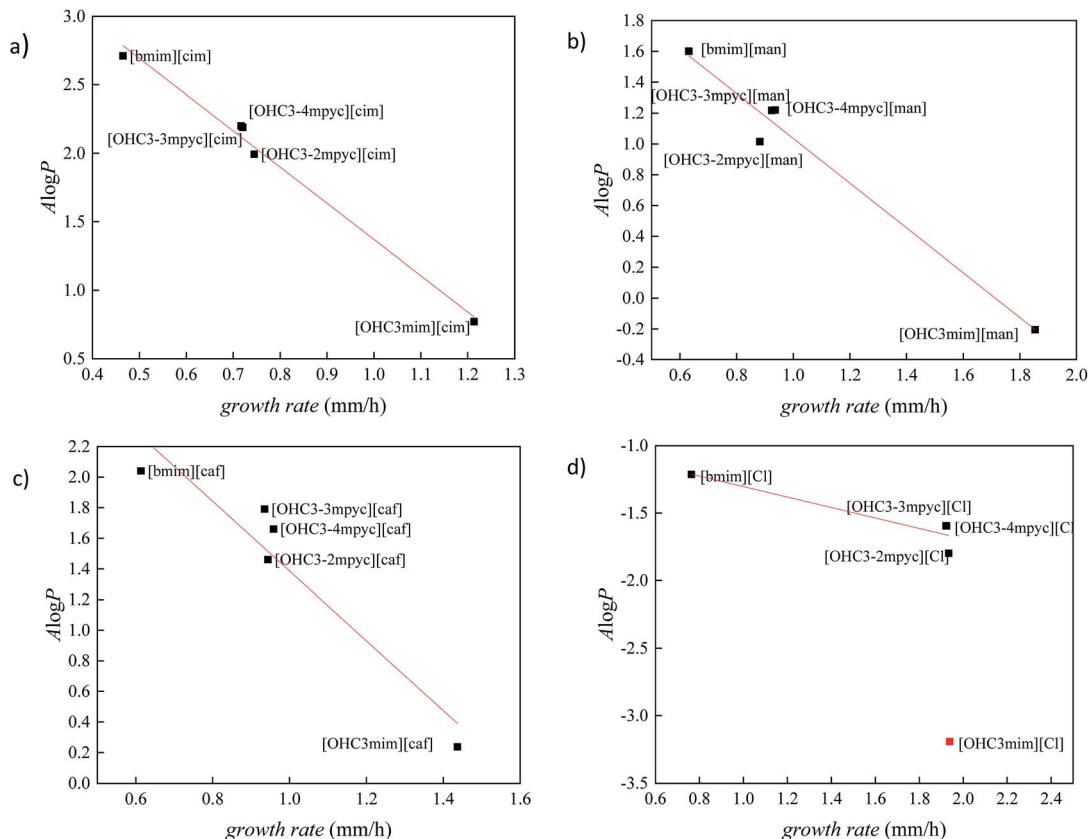 a)
3.0
2.5
2.0
1.5
1.0
0.5
AlogP
[bmim][cim]
[OHC3-4mpyc][cim]
[OHC3-3mpyc][cim]
[OHC3-2mpyc][cim]
[OHC3mim][cim]
0.4 0.5 0.6 0.7 0.8 0.9 1.0 1.1 1.2 1.3
growth rate (mm/h)
b)
1.8
1.6
1.4
1.2
1.0
0.8
0.6
0.4
0.2
0.0
-0.2
-0.4
AlogP
[bmim][man]
[OHC3-3mpyc][man]
[OHC3-4mpyc][man]
[OHC3-2mpyc][man]
[OHC3mim][man]
0.6 0.8 1.0 1.2 1.4 1.6 1.8 2.0
growth rate (mm/h)
c)
2.2
2.0
1.8
1.6
1.4
1.2
1.0
0.8
0.6
0.4
0.2
0.0
AlogP
[bmim][caf]
[OHC3-3mpyc][caf]
[OHC3-4mpyc][caf]
[OHC3-2mpyc][caf]
[OHC3mim][caf]
0.6 0.8 1.0 1.2 1.4 1.6
growth rate (mm/h)
d)
-1.0
-1.5
-2.0
-2.5
-3.0
-3.5
AlogP
[bmim][Cl]
[OHC3-3mpyc][Cl]
[OHC3-4mpyc][Cl
[OHC3-2mpyc][Cl]
[OHC3mim][Cl]
0.6 0.8 1.0 1.2 1.4 1.6 1.8 2.0 2.2 2.4
growth rate (mm/h)